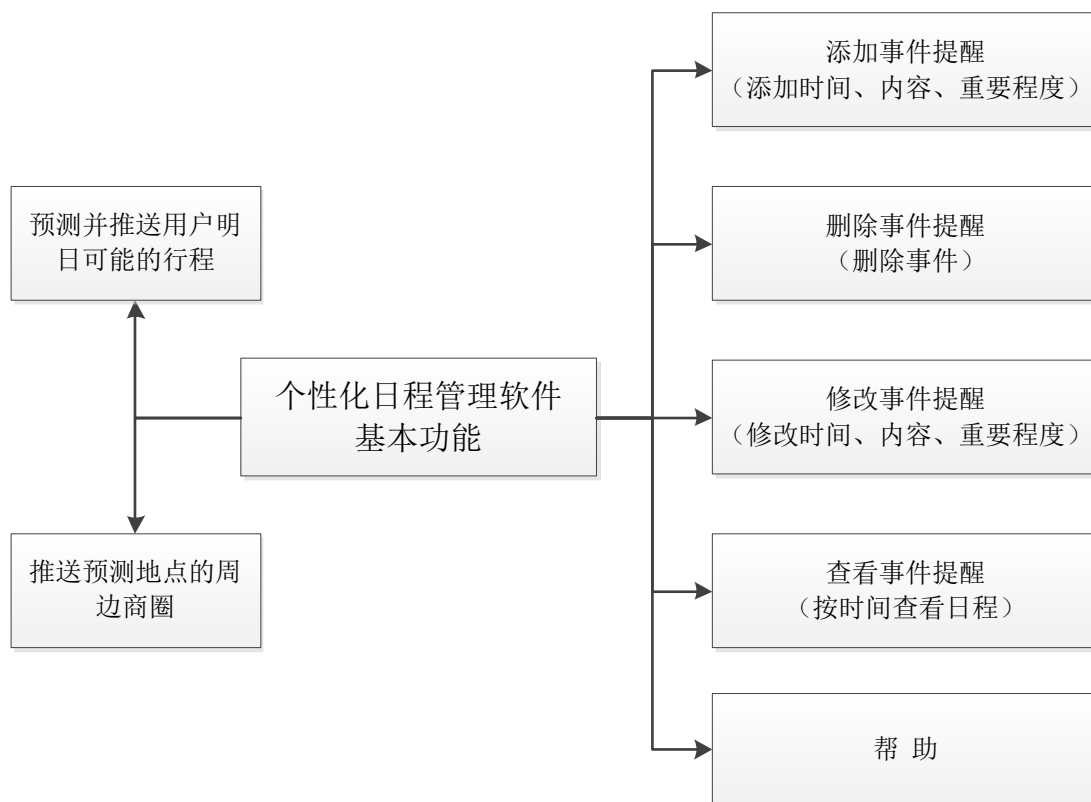 添加事件提醒
（添加时间、内容、重要程度）
预测并推送用户明
日可能的行程
删除事件提醒
（删除事件）
个性化日程管理软件
基本功能
修改事件提醒
（修改时间、内容、重要程度）
推送预测地点的周
边商圈
查看事件提醒
（按时间查看日程）
帮 助